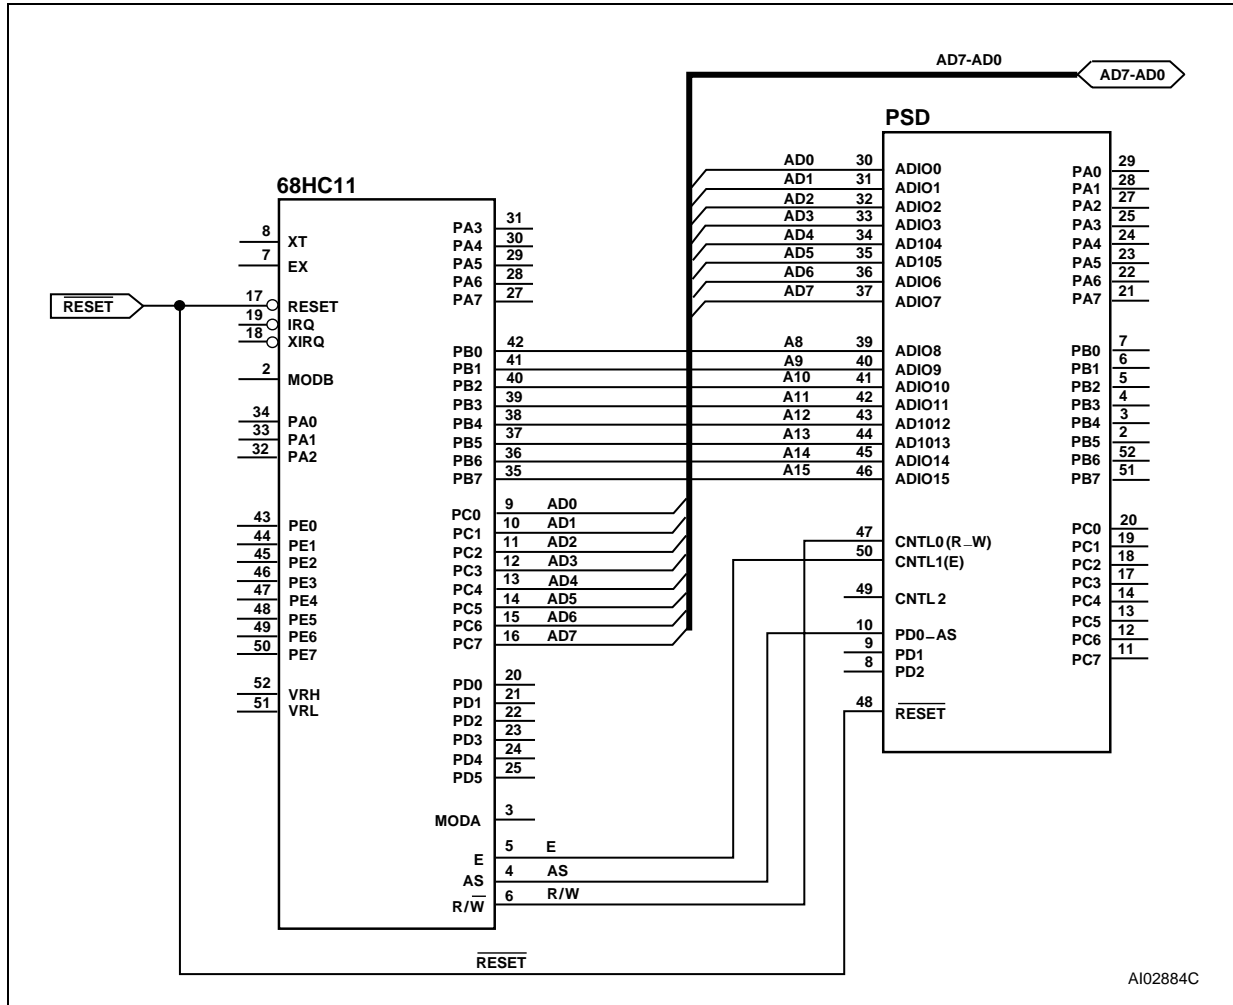 AD7-AD0
AD7-AD0
PSD
AD0 30 ADIO0
AD1 31 ADIO1
AD2 32 ADIO2
AD3 33 ADIO3
AD4 34 AD104
AD5 35 AD105
AD6 36 ADIO6
AD7 37 ADIO7
A8 39 ADIO8
A9 40 ADIO9
A10 41 ADIO10
A11 42 ADIO11
A12 43 AD1012
A13 44 AD1013
A14 45 ADIO14
A15 46 ADIO15
47 CNTL0(R_W)
50 CNTL1(E)
49 CNTL2
10 PD0_AS
9 PD1
8 PD2
48 RESET
PA0 29
PA1 28
PA2 27
PA3 25
PA4 24
PA5 23
PA6 22
PA7 21
PB0 7
PB1 6
PB2 5
PB3 4
PB4 3
PB5 2
PB6 52
PB7 51
PC0 20
PC1 19
PC2 18
PC3 17
PC4 14
PC5 13
PC6 12
PC7 11
68HC11
8 XT
7 EX
RESET
17 RESET
19 IRQ
18 XIRQ
2 MODB
34 PA0
33 PA1
32 PA2
43 PE0
44 PE1
45 PE2
46 PE3
47 PE4
48 PE5
49 PE6
50 PE7
52 VRH
51 VRL
PA3 31
PA4 30
PA5 29
PA6 28
PA7 27
PB0 42
PB1 41
PB2 40
PB3 39
PB4 38
PB5 37
PB6 36
PB7 35
PC0 9 AD0
PC1 10 AD1
PC2 11 AD2
PC3 12 AD3
PC4 13 AD4
PC5 14 AD5
PC6 15 AD6
PC7 16 AD7
PD0 20
PD1 21
PD2 22
PD3 23
PD4 24
PD5 25
MODA 3
E 5 E
AS 4 AS
R/W 6 R/W
RESET
AI02884C